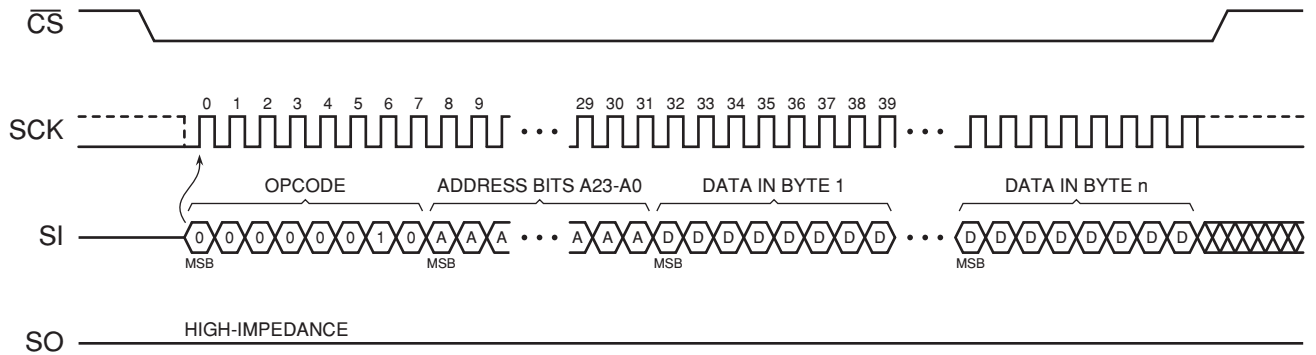 CS
0 1 2 3 4 5 6 7 8 9 29 30 31 32 33 34 35 36 37 38 39
SCK
OPCODE ADDRESS BITS A23-A0 DATA IN BYTE 1 DATA IN BYTE n
SI 0 0 0 0 0 0 1 0 A A A A A A D D D D D D D D D D D D D D D D
MSB MSB MSB MSB
HIGH-IMPEDANCE
SO